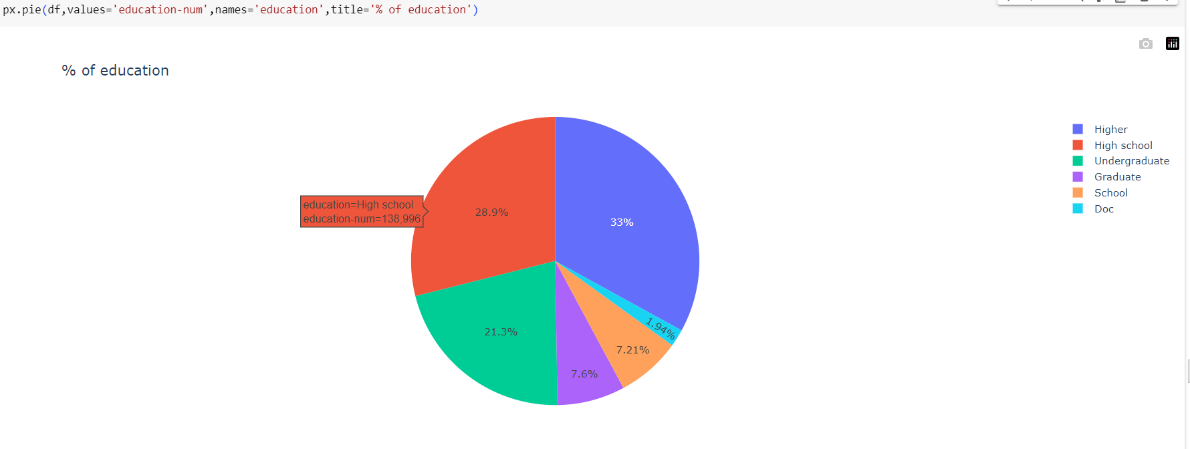 px.pie(df,values='education-num',names='education',title='% of education')
% of education
Higher
High school
Undergraduate
Graduate
School
Doc
education=High school
education-num=138,996
28.9%
33%
21.3%
1.94%
7.21%
7.6%